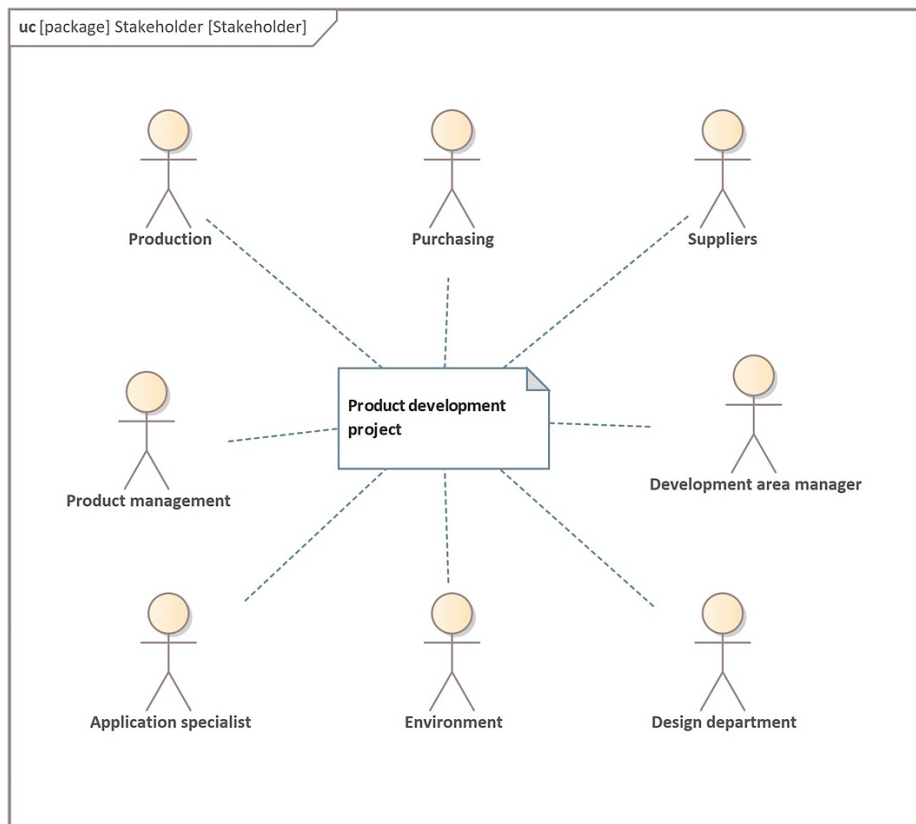 uc [package] Stakeholder [Stakeholder]
Production
Purchasing
Suppliers
Product development
project
Product management
Development area manager
Application specialist
Environment
Design department